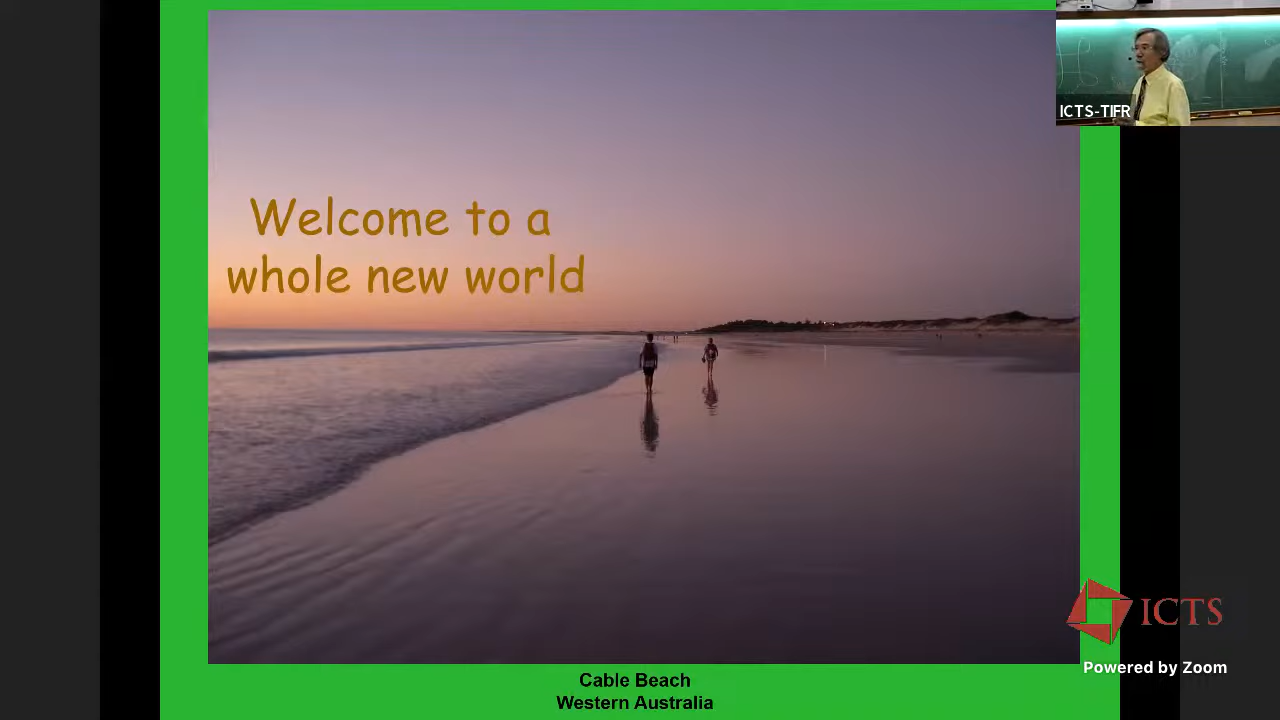 ICTS-TIFR
Welcome to a
whole new world
ICTS
Powered by Zoom
Cable Beach
Western Australia